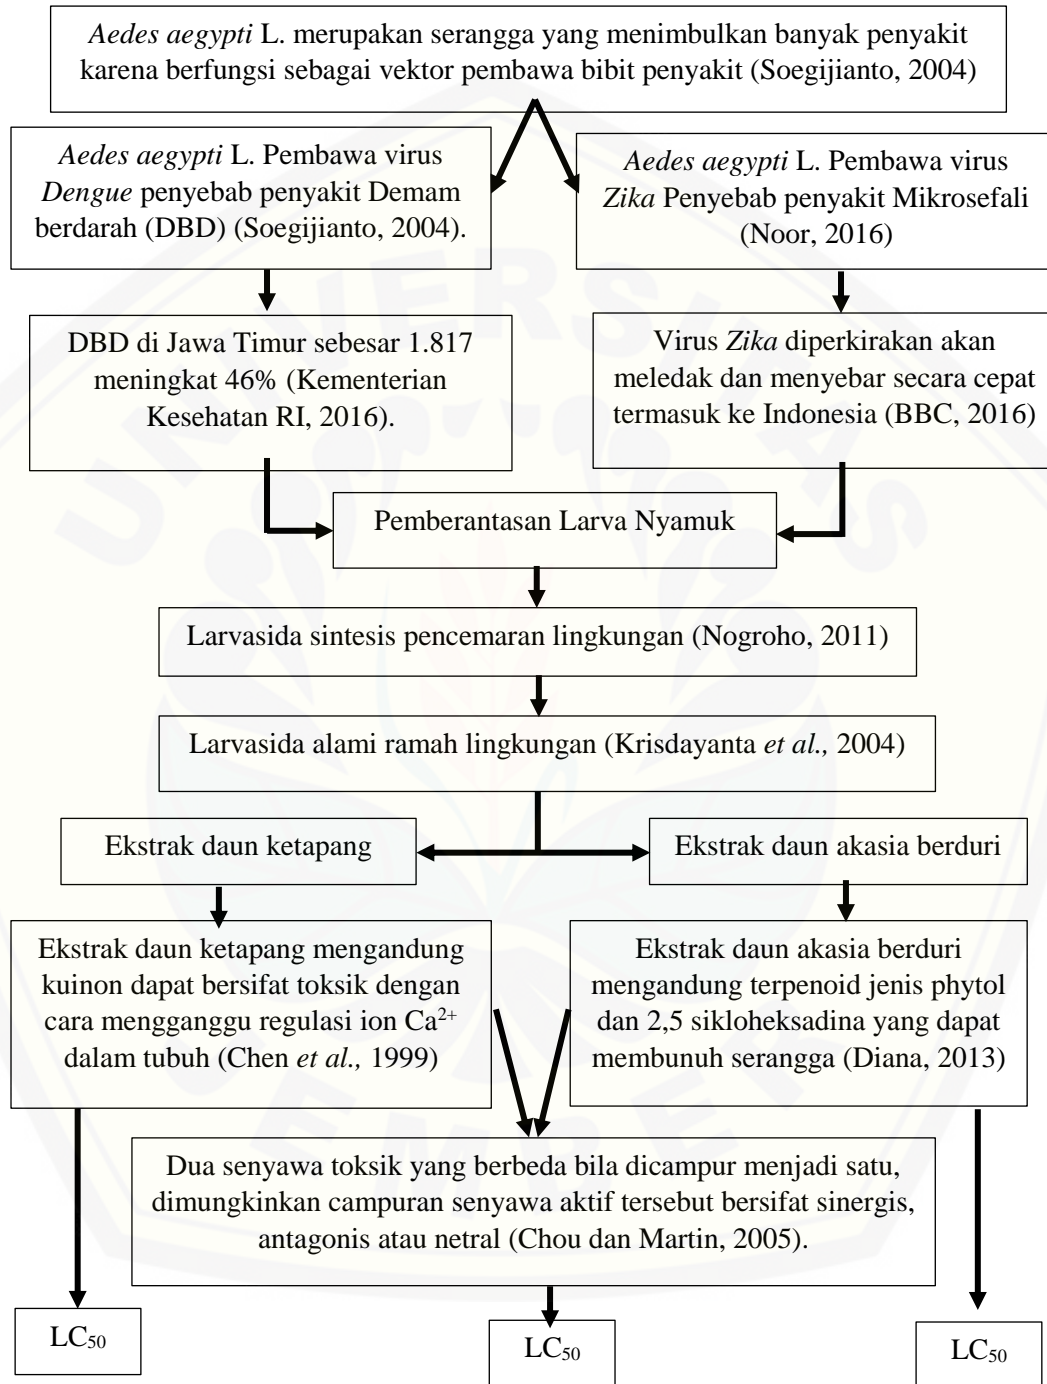 Aedes aegypti L. merupakan serangga yang menimbulkan banyak penyakit
karena berfungsi sebagai vektor pembawa bibit penyakit (Soegijianto, 2004)
Aedes aegypti L. Pembawa virus
Dengue penyebab penyakit Demam
berdarah (DBD) (Soegijianto, 2004).
Aedes aegypti L. Pembawa virus
Zika Penyebab penyakit Mikrosefali
(Noor, 2016)
DBD di Jawa Timur sebesar 1.817
meningkat 46% (Kementerian
Kesehatan RI, 2016).
Virus Zika diperkirakan akan
meledak dan menyebar secara cepat
termasuk ke Indonesia (BBC, 2016)
Pemberantasan Larva Nyamuk
Larvasida sintesis pencemaran lingkungan (Nogroho, 2011)
Larvasida alami ramah lingkungan (Krisdayanta et al., 2004)
Ekstrak daun ketapang
Ekstrak daun akasia berduri
Ekstrak daun ketapang mengandung
kuinon dapat bersifat toksik dengan
cara mengganggu regulasi ion Ca²⁺
dalam tubuh (Chen et al., 1999)
Ekstrak daun akasia berduri
mengandung terpenoid jenis phytol
dan 2,5 sikloheksadina yang dapat
membunuh serangga (Diana, 2013)
Dua senyawa toksik yang berbeda bila dicampur menjadi satu,
dimungkinkan campuran senyawa aktif tersebut bersifat sinergis,
antagonis atau netral (Chou dan Martin, 2005).
LC₅₀
LC₅₀
LC₅₀
UNIVERSITAS
JEMBER